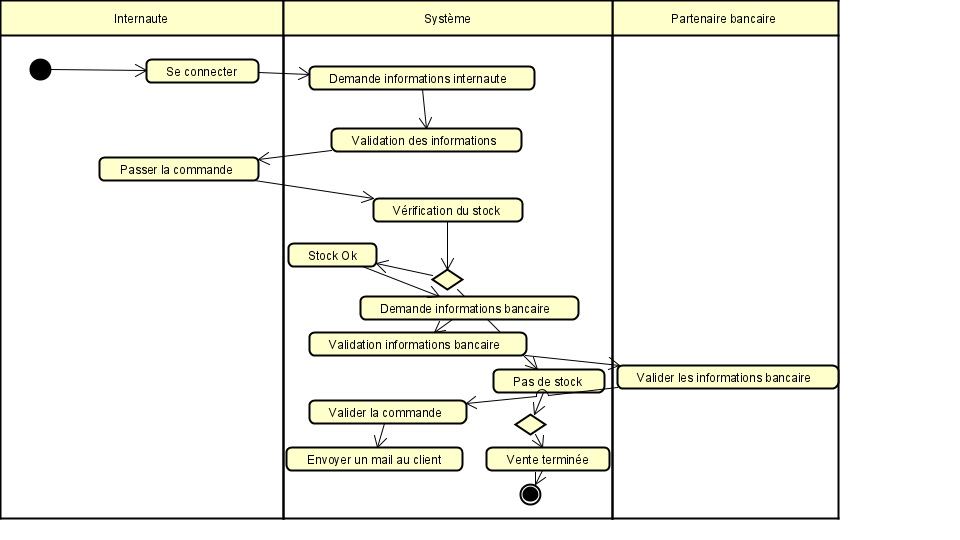 Internaute
Système
Partenaire bancaire
Se connecter
Demande informations internaute
Validation des informations
Passer la commande
Vérification du stock
Stock Ok
Demande informations bancaire
Validation informations bancaire
Pas de stock
Valider les informations bancaire
Valider la commande
Envoyer un mail au client
Vente terminée